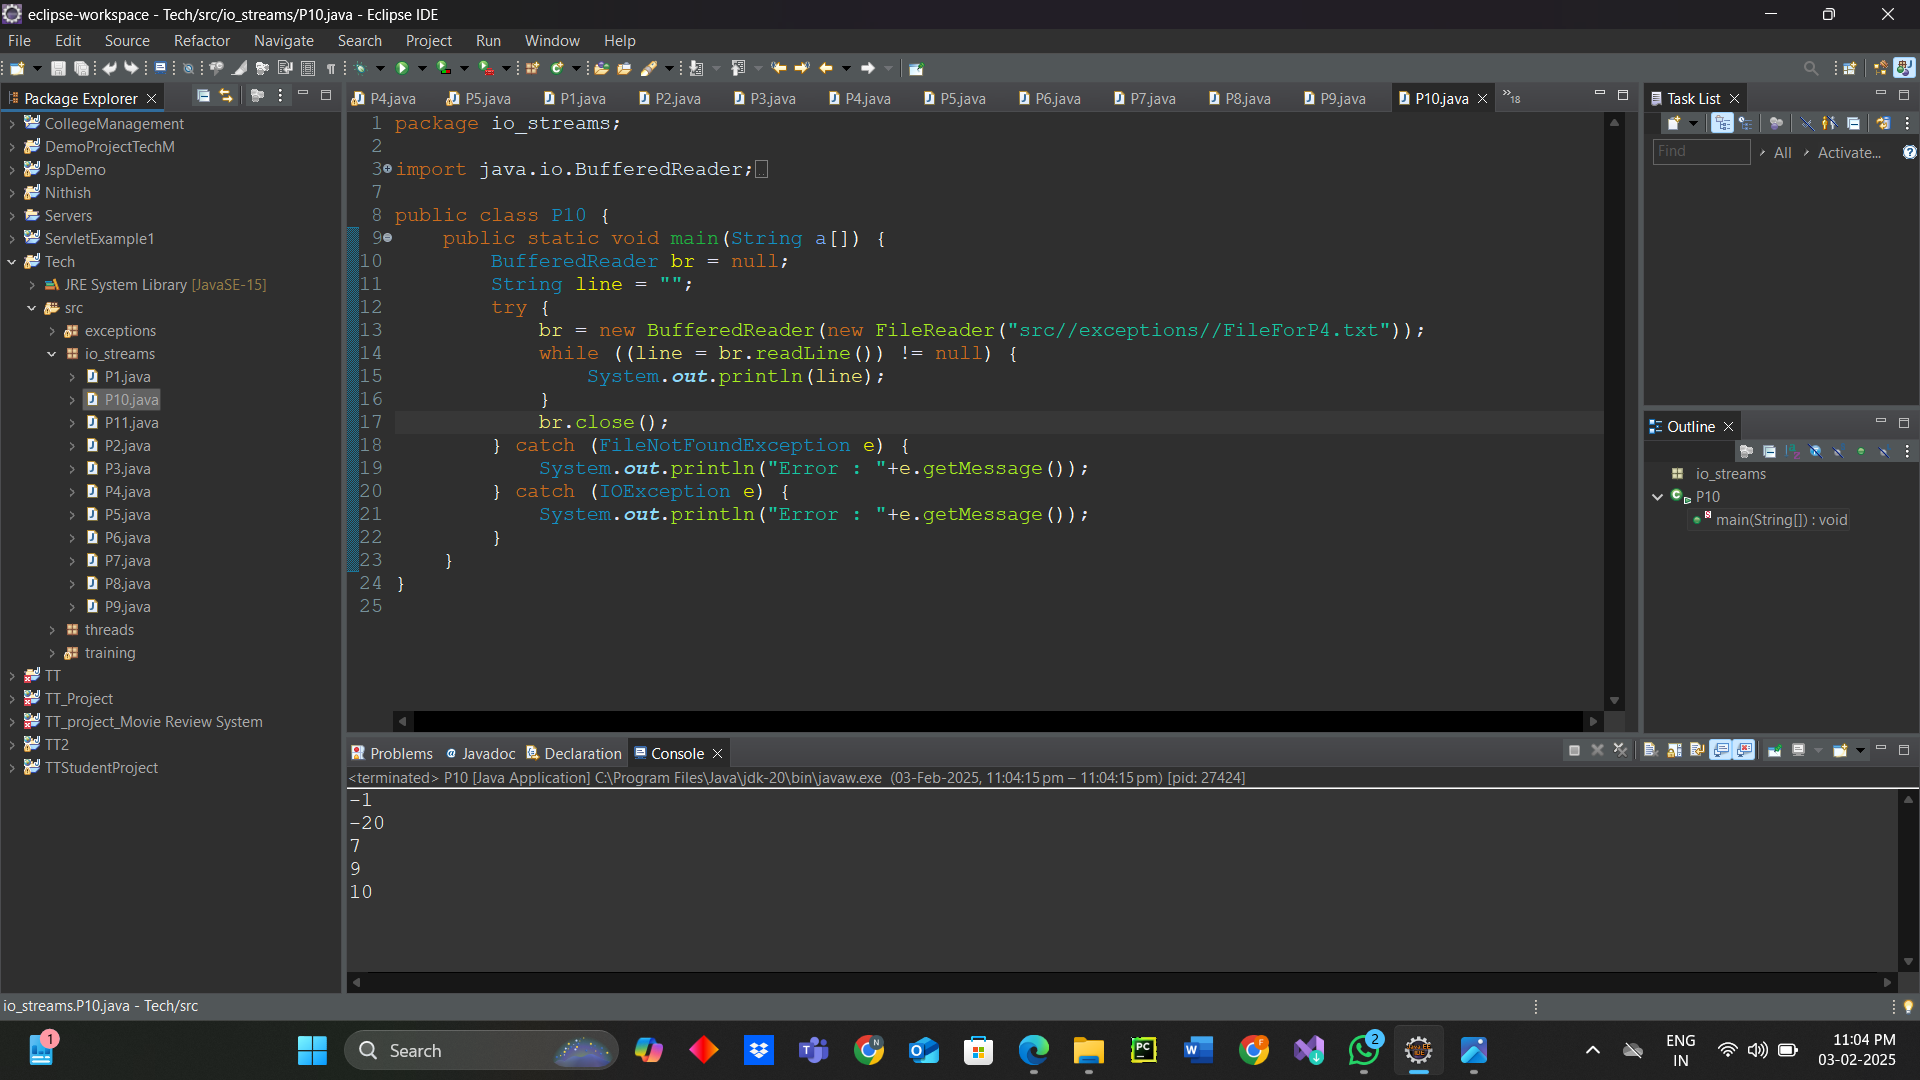 eclipse-workspace - Tech/src/io_streams/P10.java - Eclipse IDE
File Edit Source Refactor Navigate Search Project Run Window Help
Package Explorer
CollegeManagement
DemoProjectTechM
JspDemo
Nithish
Servers
ServletExample1
Tech
JRE System Library [JavaSE-15]
src
exceptions
io_streams
P1.java
P10.java
P11.java
P2.java
P3.java
P4.java
P5.java
P6.java
P7.java
P8.java
P9.java
threads
training
TT
TT_Project
TT_project_Movie Review System
TT2
TTStudentProject
P4.java P5.java P1.java P2.java P3.java P4.java P5.java P6.java P7.java P8.java P9.java P10.java »18
1 package io_streams;
2
3 import java.io.BufferedReader;
7
8 public class P10 {
9 public static void main(String a[]) {
10 BufferedReader br = null;
11 String line = "";
12 try {
13 br = new BufferedReader(new FileReader("src//exceptions//FileForP4.txt"));
14 while ((line = br.readLine()) != null) {
15 System.out.println(line);
16 }
17 br.close();
18 } catch (FileNotFoundException e) {
19 System.out.println("Error : "+e.getMessage());
20 } catch (IOException e) {
21 System.out.println("Error : "+e.getMessage());
22 }
23 }
24 }
25
Task List
Find All Activate...
Outline
io_streams
P10
main(String[]) : void
Problems Javadoc Declaration Console
<terminated> P10 [Java Application] C:\Program Files\Java\jdk-20\bin\javaw.exe (03-Feb-2025, 11:04:15 pm – 11:04:15 pm) [pid: 27424]
-1
-20
7
9
10
io_streams.P10.java - Tech/src
1
Search
2
ENG
IN
11:04 PM
03-02-2025